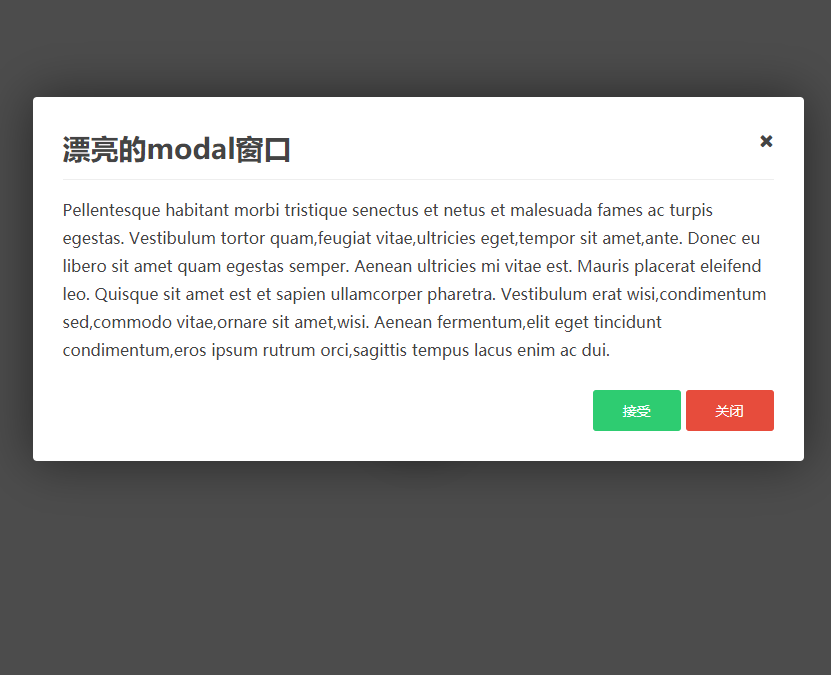 漂亮的modal窗口
✖
Pellentesque habitant morbi tristique senectus et netus et malesuada fames ac turpis
egestas. Vestibulum tortor quam,feugiat vitae,ultricies eget,tempor sit amet,ante. Donec eu
libero sit amet quam egestas semper. Aenean ultricies mi vitae est. Mauris placerat eleifend
leo. Quisque sit amet est et sapien ullamcorper pharetra. Vestibulum erat wisi,condimentum
sed,commodo vitae,ornare sit amet,wisi. Aenean fermentum,elit eget tincidunt
condimentum,eros ipsum rutrum orci,sagittis tempus lacus enim ac dui.
接受 关闭